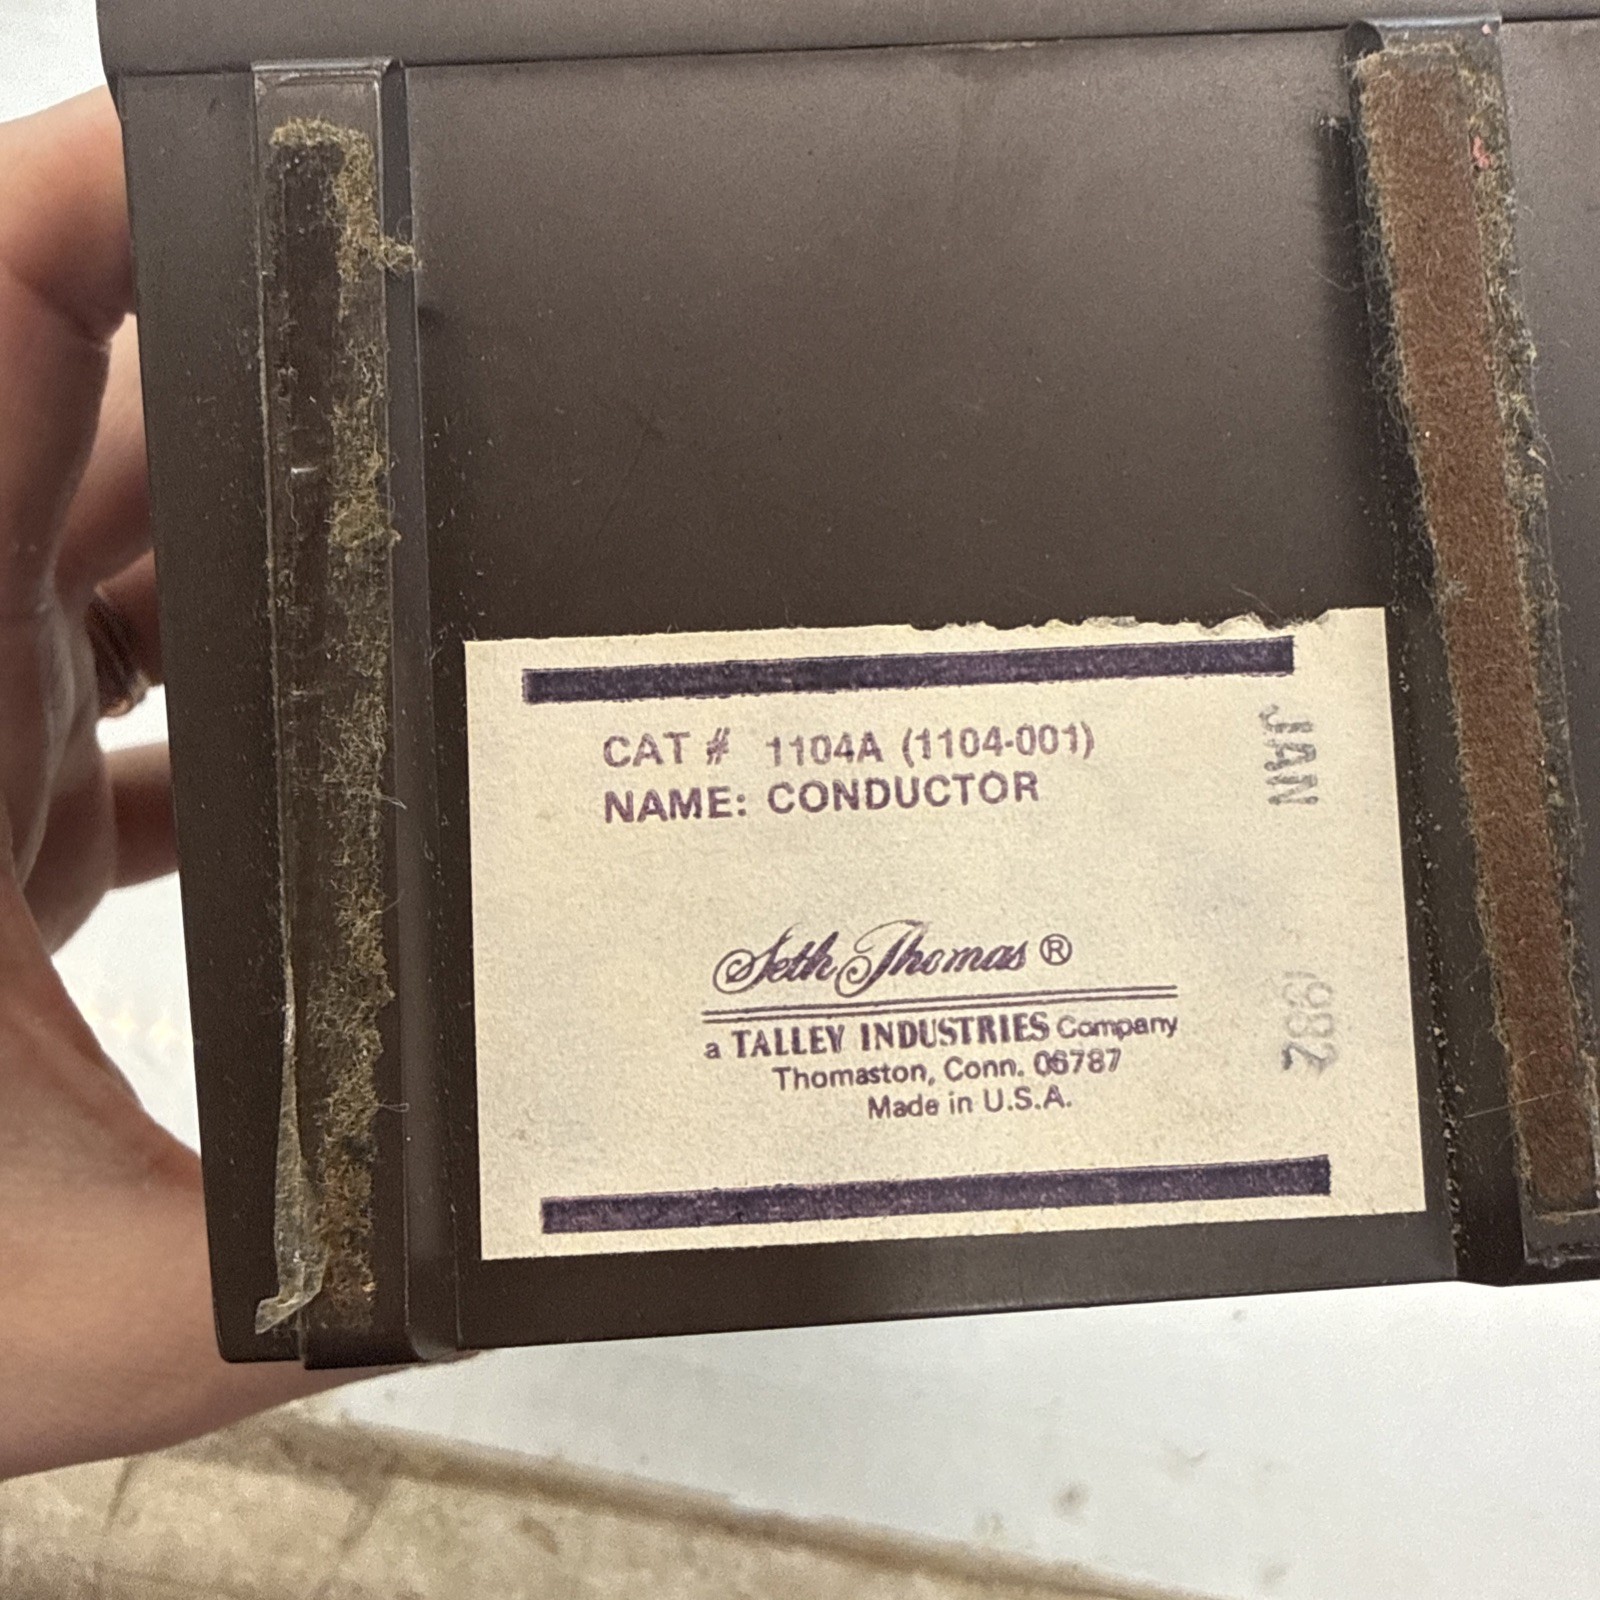 CAT # 1104A (1104-001)
NAME: CONDUCTOR
Seth Thomas ®
a TALLEY INDUSTRIES Company
Thomaston, Conn. 06787
Made in U.S.A.
JAN 1982